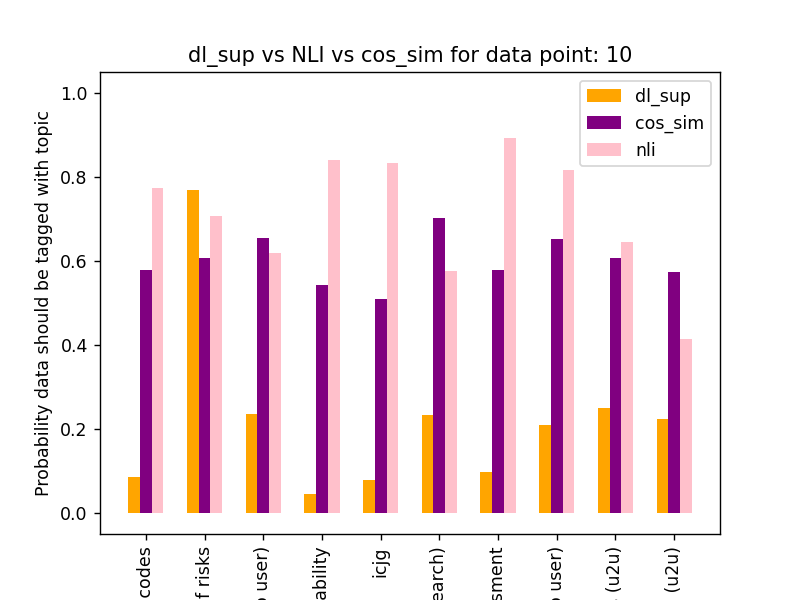 dl_sup vs NLI vs cos_sim for data point: 10
dl_sup
cos_sim
nli
Probability data should be tagged with topic
1.0
0.8
0.6
0.4
0.2
0.0
codes
f risks
user)
ability
icjg
earch)
sment
user)
(u2u)
(u2u)